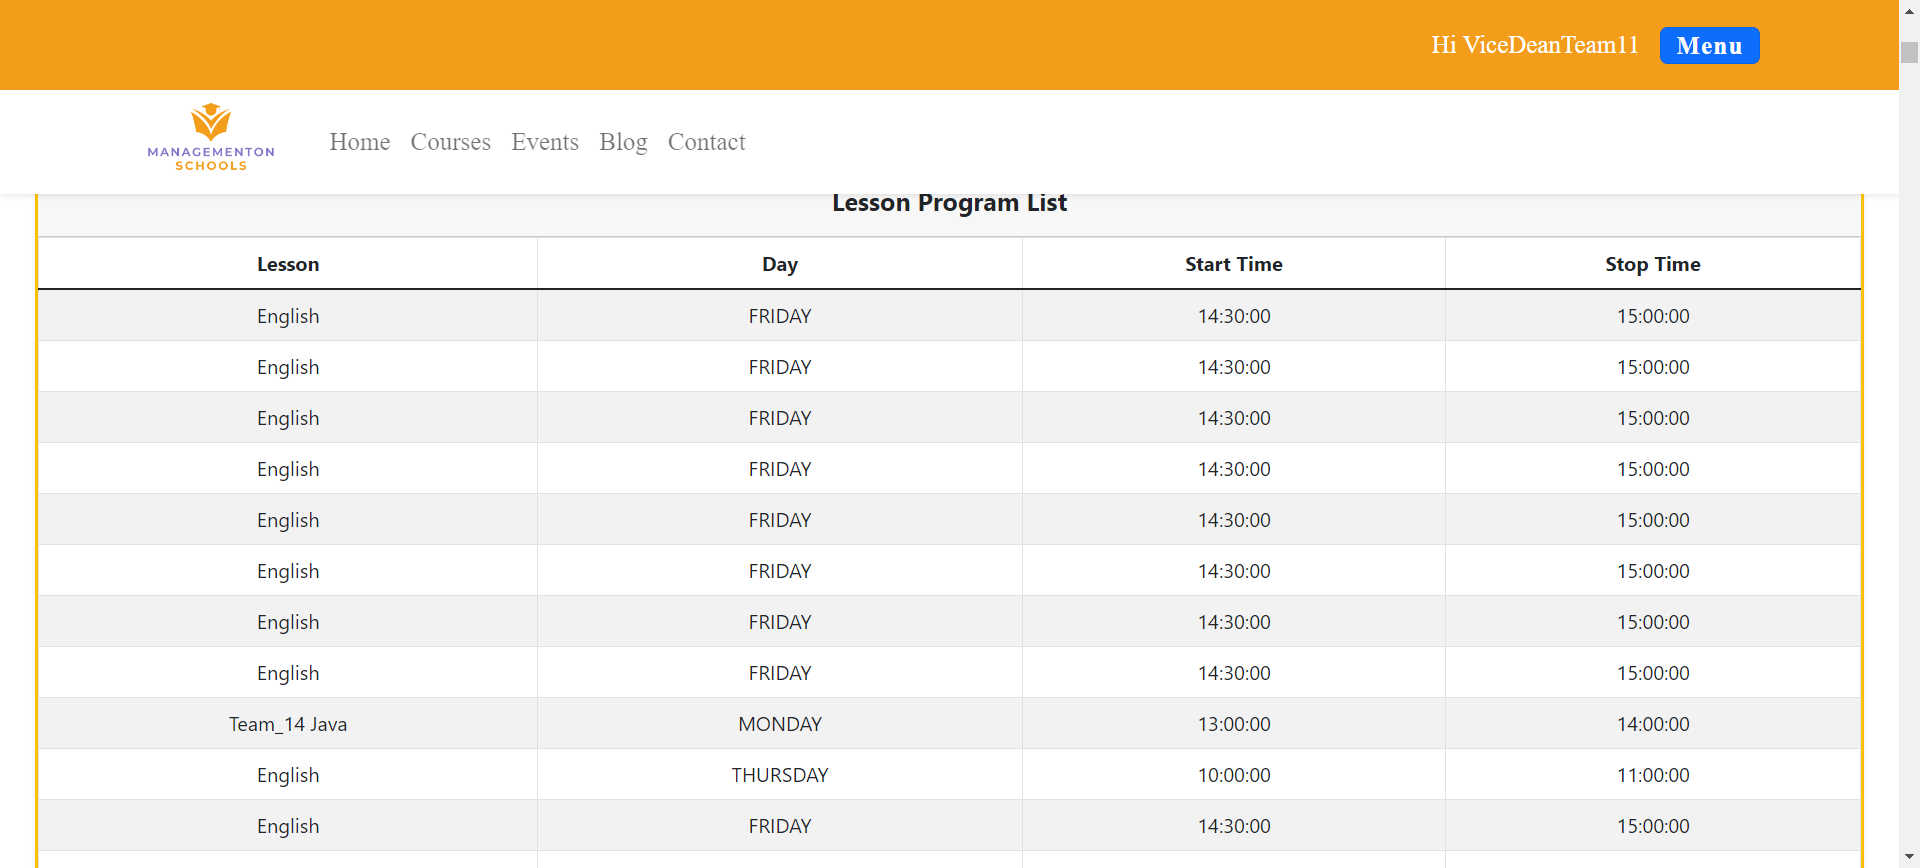 Hi ViceDeanTeam11 Menu
MANAGEMENTON
SCHOOLS
Home Courses Events Blog Contact
Lesson Program List
Lesson Day Start Time Stop Time
English FRIDAY 14:30:00 15:00:00
English FRIDAY 14:30:00 15:00:00
English FRIDAY 14:30:00 15:00:00
English FRIDAY 14:30:00 15:00:00
English FRIDAY 14:30:00 15:00:00
English FRIDAY 14:30:00 15:00:00
English FRIDAY 14:30:00 15:00:00
English FRIDAY 14:30:00 15:00:00
Team_14 Java MONDAY 13:00:00 14:00:00
English THURSDAY 10:00:00 11:00:00
English FRIDAY 14:30:00 15:00:00